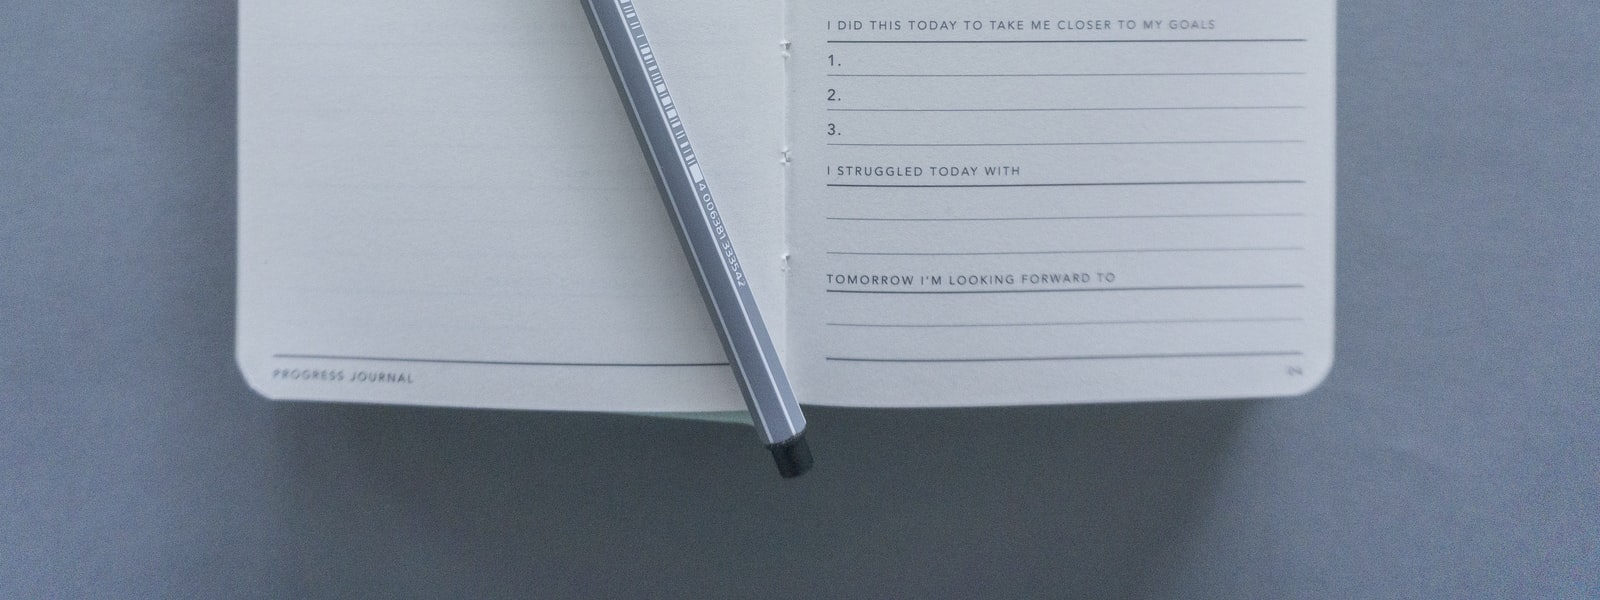 PROGRESS JOURNAL
4 006381 333542
I DID THIS TODAY TO TAKE ME CLOSER TO MY GOALS
1.
2.
3.
I STRUGGLED TODAY WITH
TOMORROW I'M LOOKING FORWARD TO